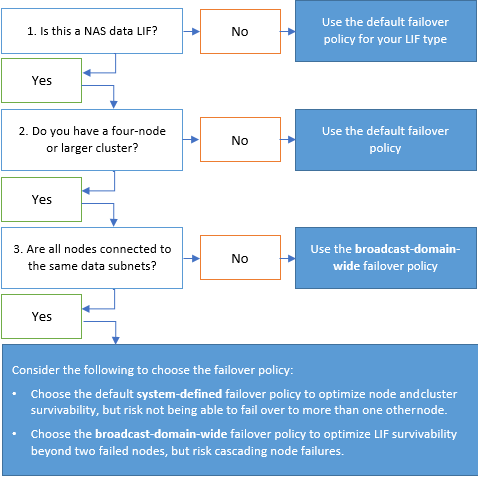 1. Is this a NAS data LIF?
No
Use the default failover
policy for your LIF type
Yes
2. Do you have a four-node
or larger cluster?
No
Use the default failover
policy
Yes
3. Are all nodes connected to
the same data subnets?
No
Use the broadcast-domain-
wide failover policy
Yes
Consider the following to choose the failover policy:
• Choose the default system-defined failover policy to optimize node andcluster
survivability, but risk not being able to fail over to more than one othernode.
• Choose the broadcast-domain-wide failover policy to optimize LIF survivability
beyond two failed nodes, but risk cascading node failures.